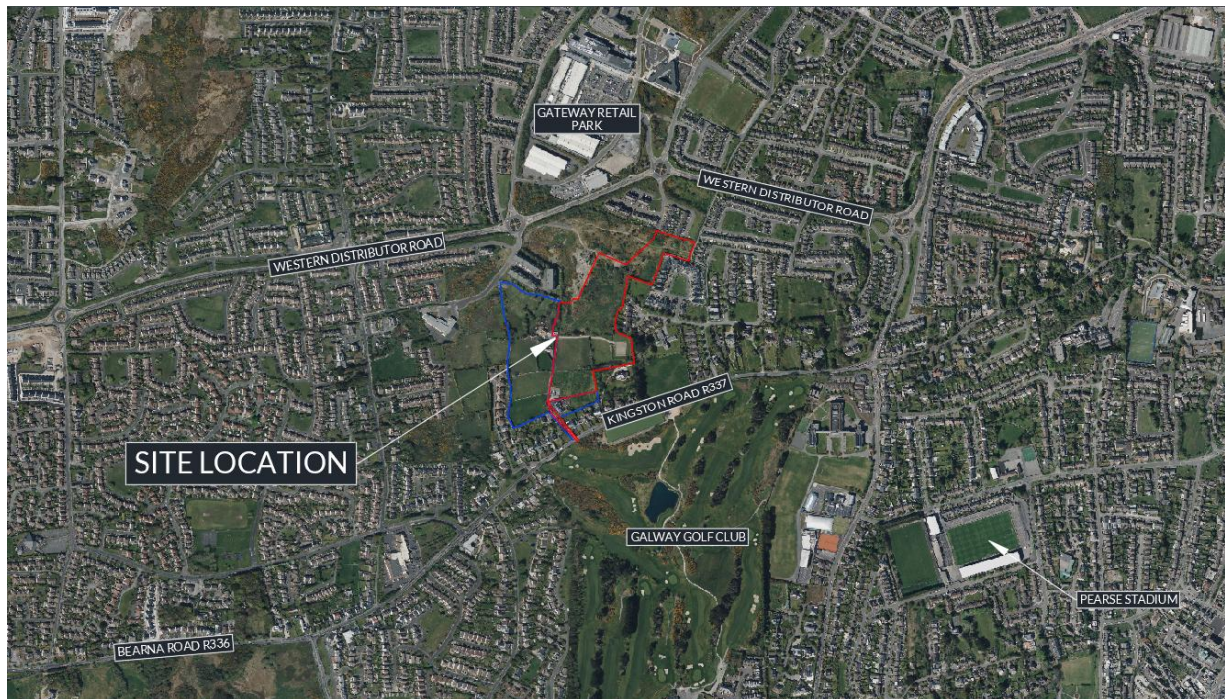 GATEWAY RETAIL
PARK
WESTERN DISTRIBUTOR ROAD
WESTERN DISTRIBUTOR ROAD
KINGSTON ROAD R337
SITE LOCATION
GALWAY GOLF CLUB
PEARSE STADIUM
BEARNA ROAD R336